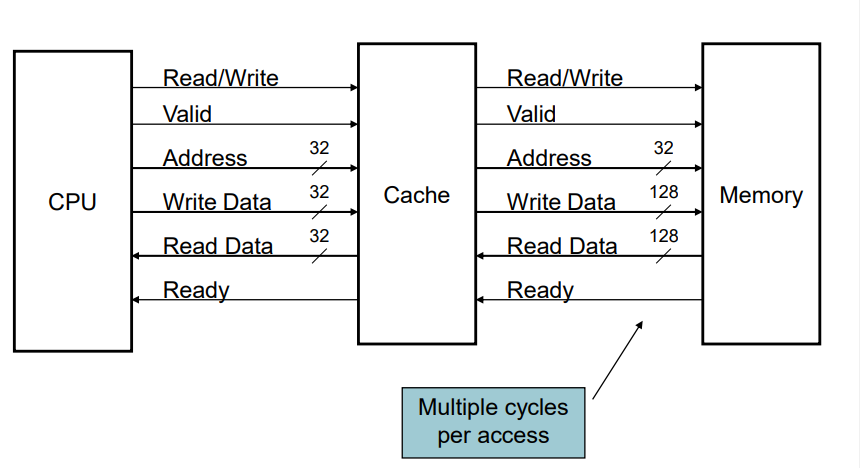 Read/Write
Read/Write
Valid
Valid
Address 32
Address 32
CPU
Write Data 32
Cache
Write Data 128
Memory
Read Data 32
Read Data 128
Ready
Ready
Multiple cycles
per access